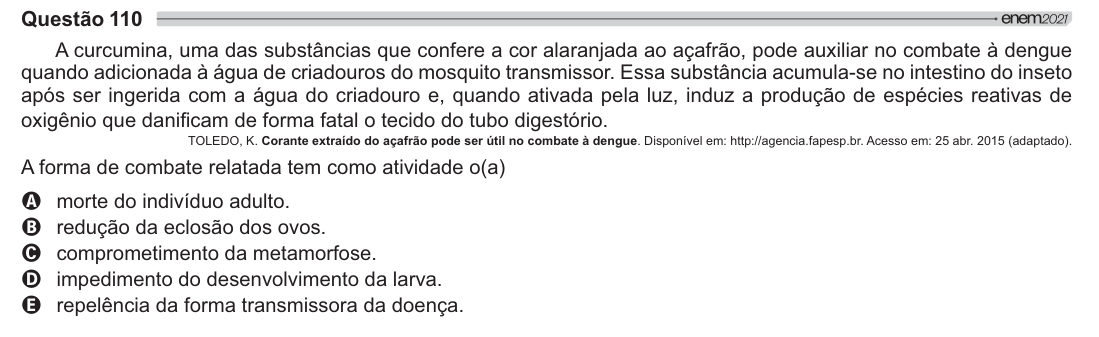 Questão 110
enem2021
A curcumina, uma das substâncias que confere a cor alaranjada ao açafrão, pode auxiliar no combate à dengue
quando adicionada à água de criadouros do mosquito transmissor. Essa substância acumula-se no intestino do inseto
após ser ingerida com a água do criadouro e, quando ativada pela luz, induz a produção de espécies reativas de
oxigênio que danificam de forma fatal o tecido do tubo digestório.
TOLEDO, K. Corante extraído do açafrão pode ser útil no combate à dengue. Disponível em: http://agencia.fapesp.br. Acesso em: 25 abr. 2015 (adaptado).
A forma de combate relatada tem como atividade o(a)
A morte do indivíduo adulto.
B redução da eclosão dos ovos.
C comprometimento da metamorfose.
D impedimento do desenvolvimento da larva.
E repelência da forma transmissora da doença.